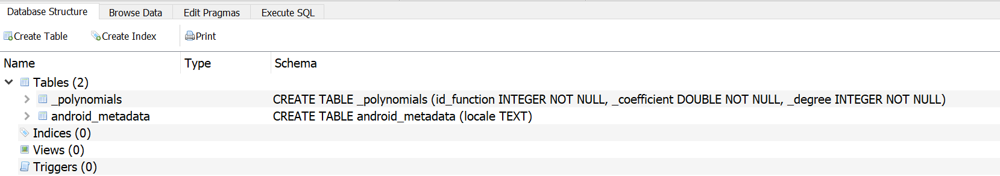 Database Structure Browse Data Edit Pragmas Execute SQL
Create Table Create Index Print
Name Type Schema
Tables (2)
_polynomials CREATE TABLE _polynomials (id_function INTEGER NOT NULL, _coefficient DOUBLE NOT NULL, _degree INTEGER NOT NULL)
android_metadata CREATE TABLE android_metadata (locale TEXT)
Indices (0)
Views (0)
Triggers (0)